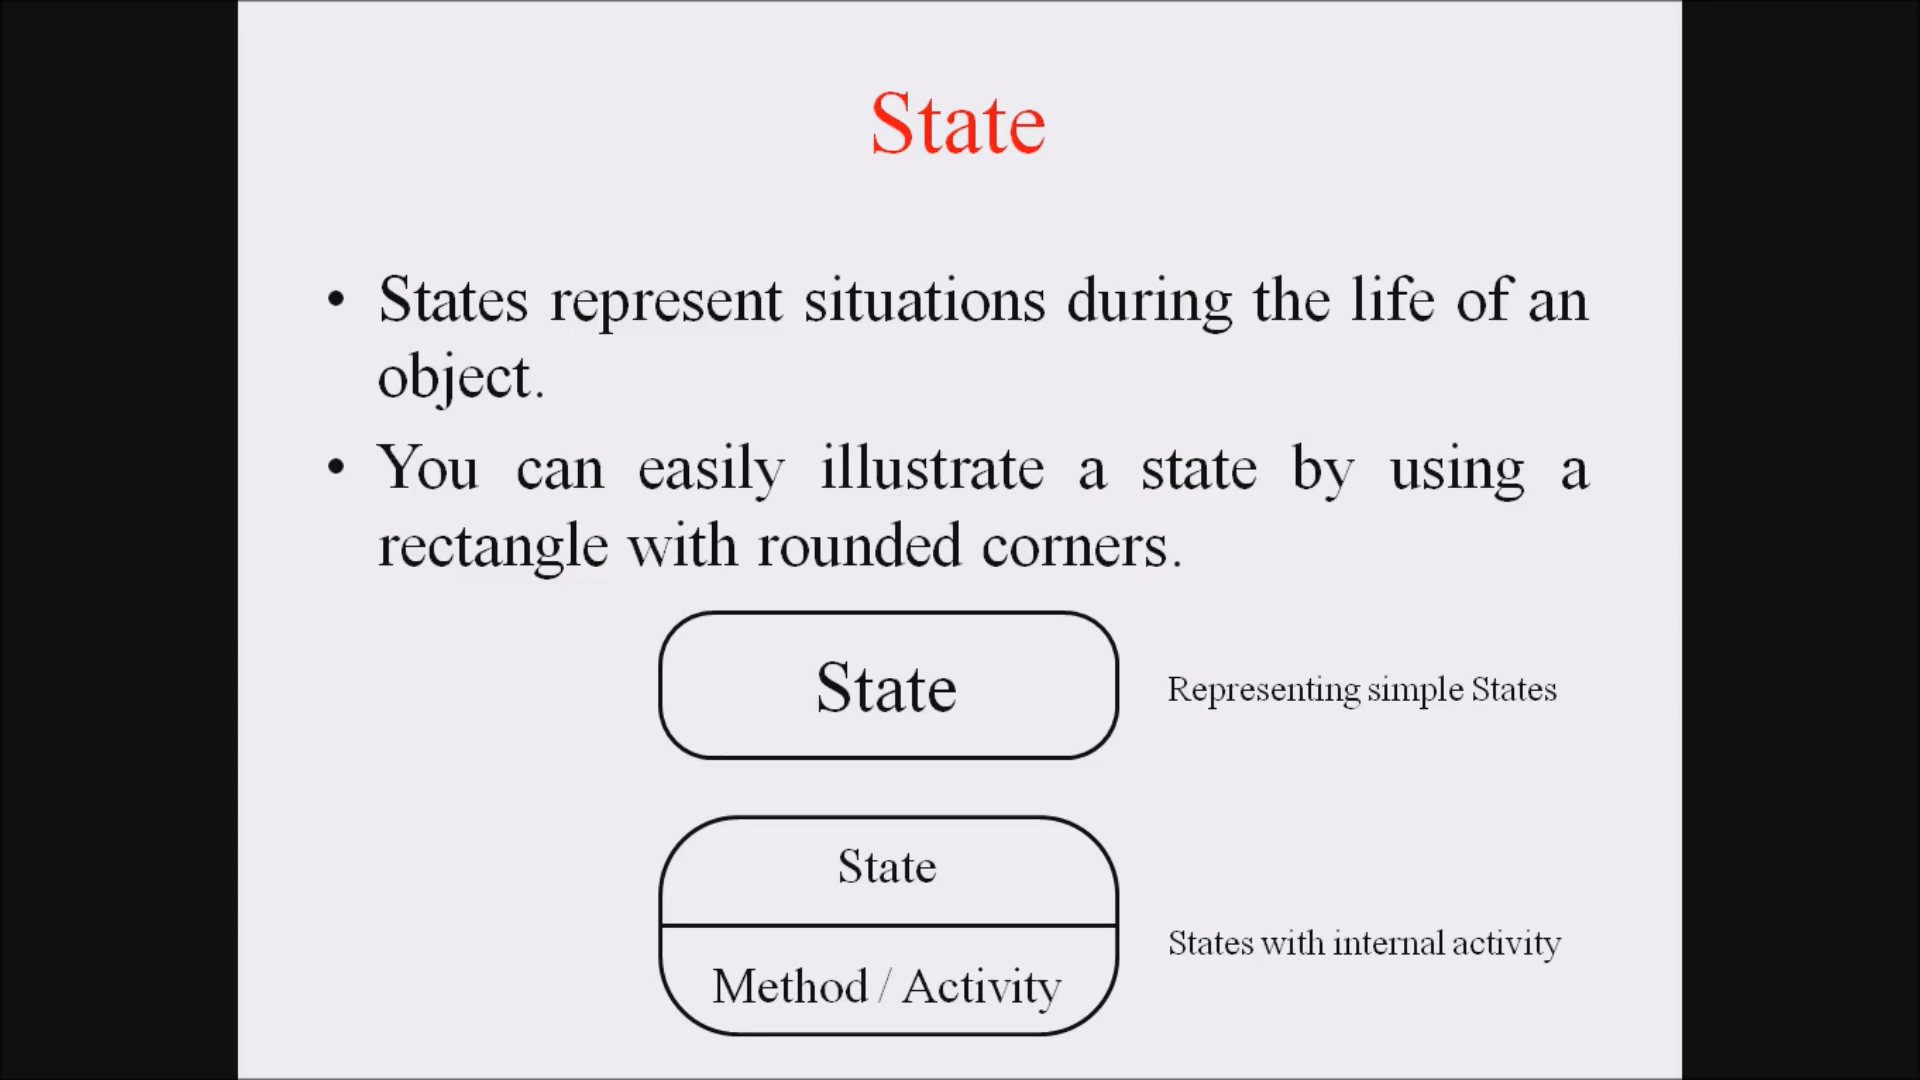 State
• States represent situations during the life of an
object.
• You can easily illustrate a state by using a
rectangle with rounded corners.
State
Representing simple States
State
Method / Activity
States with internal activity